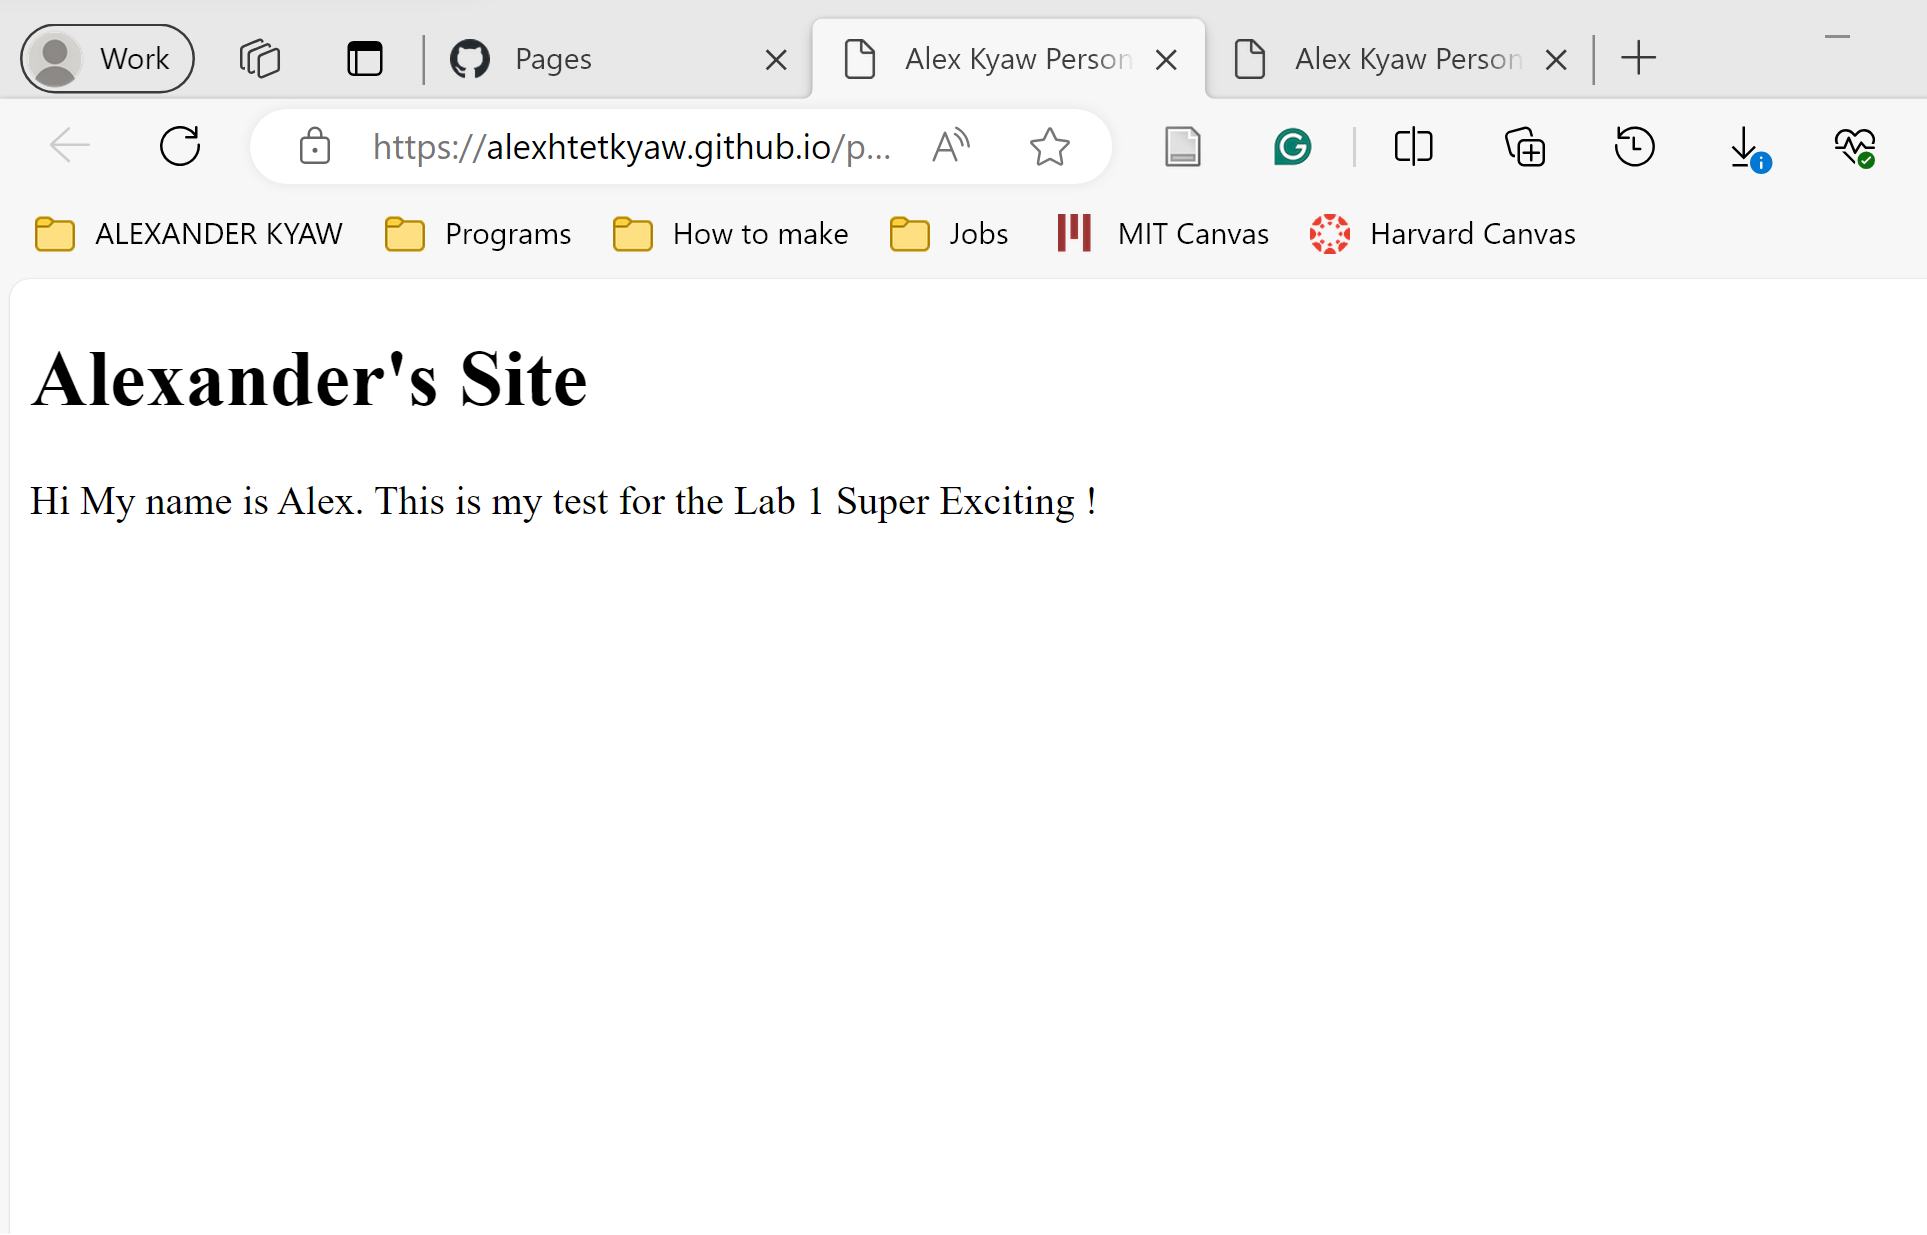 Work
Pages
Alex Kyaw Person
Alex Kyaw Person
https://alexhtetkyaw.github.io/p...
ALEXANDER KYAW
Programs
How to make
Jobs
MIT Canvas
Harvard Canvas
Alexander's Site
Hi My name is Alex. This is my test for the Lab 1 Super Exciting !